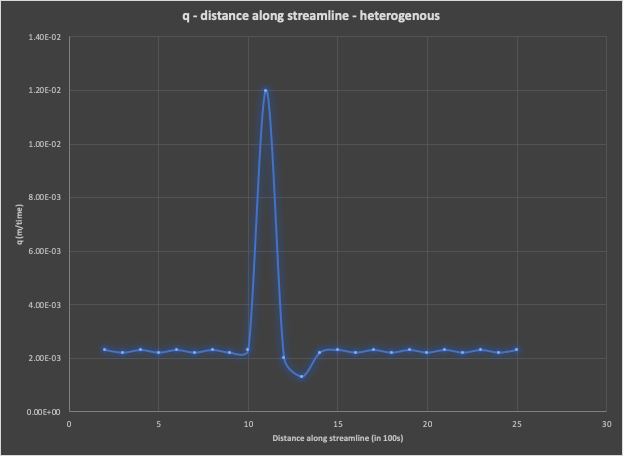 q - distance along streamline - heterogenous
1.40E-02
1.20E-02
1.00E-02
8.00E-03
6.00E-03
4.00E-03
2.00E-03
0.00E+00
q (m/time)
0 5 10 15 20 25 30
Distance along streamline (in 100s)